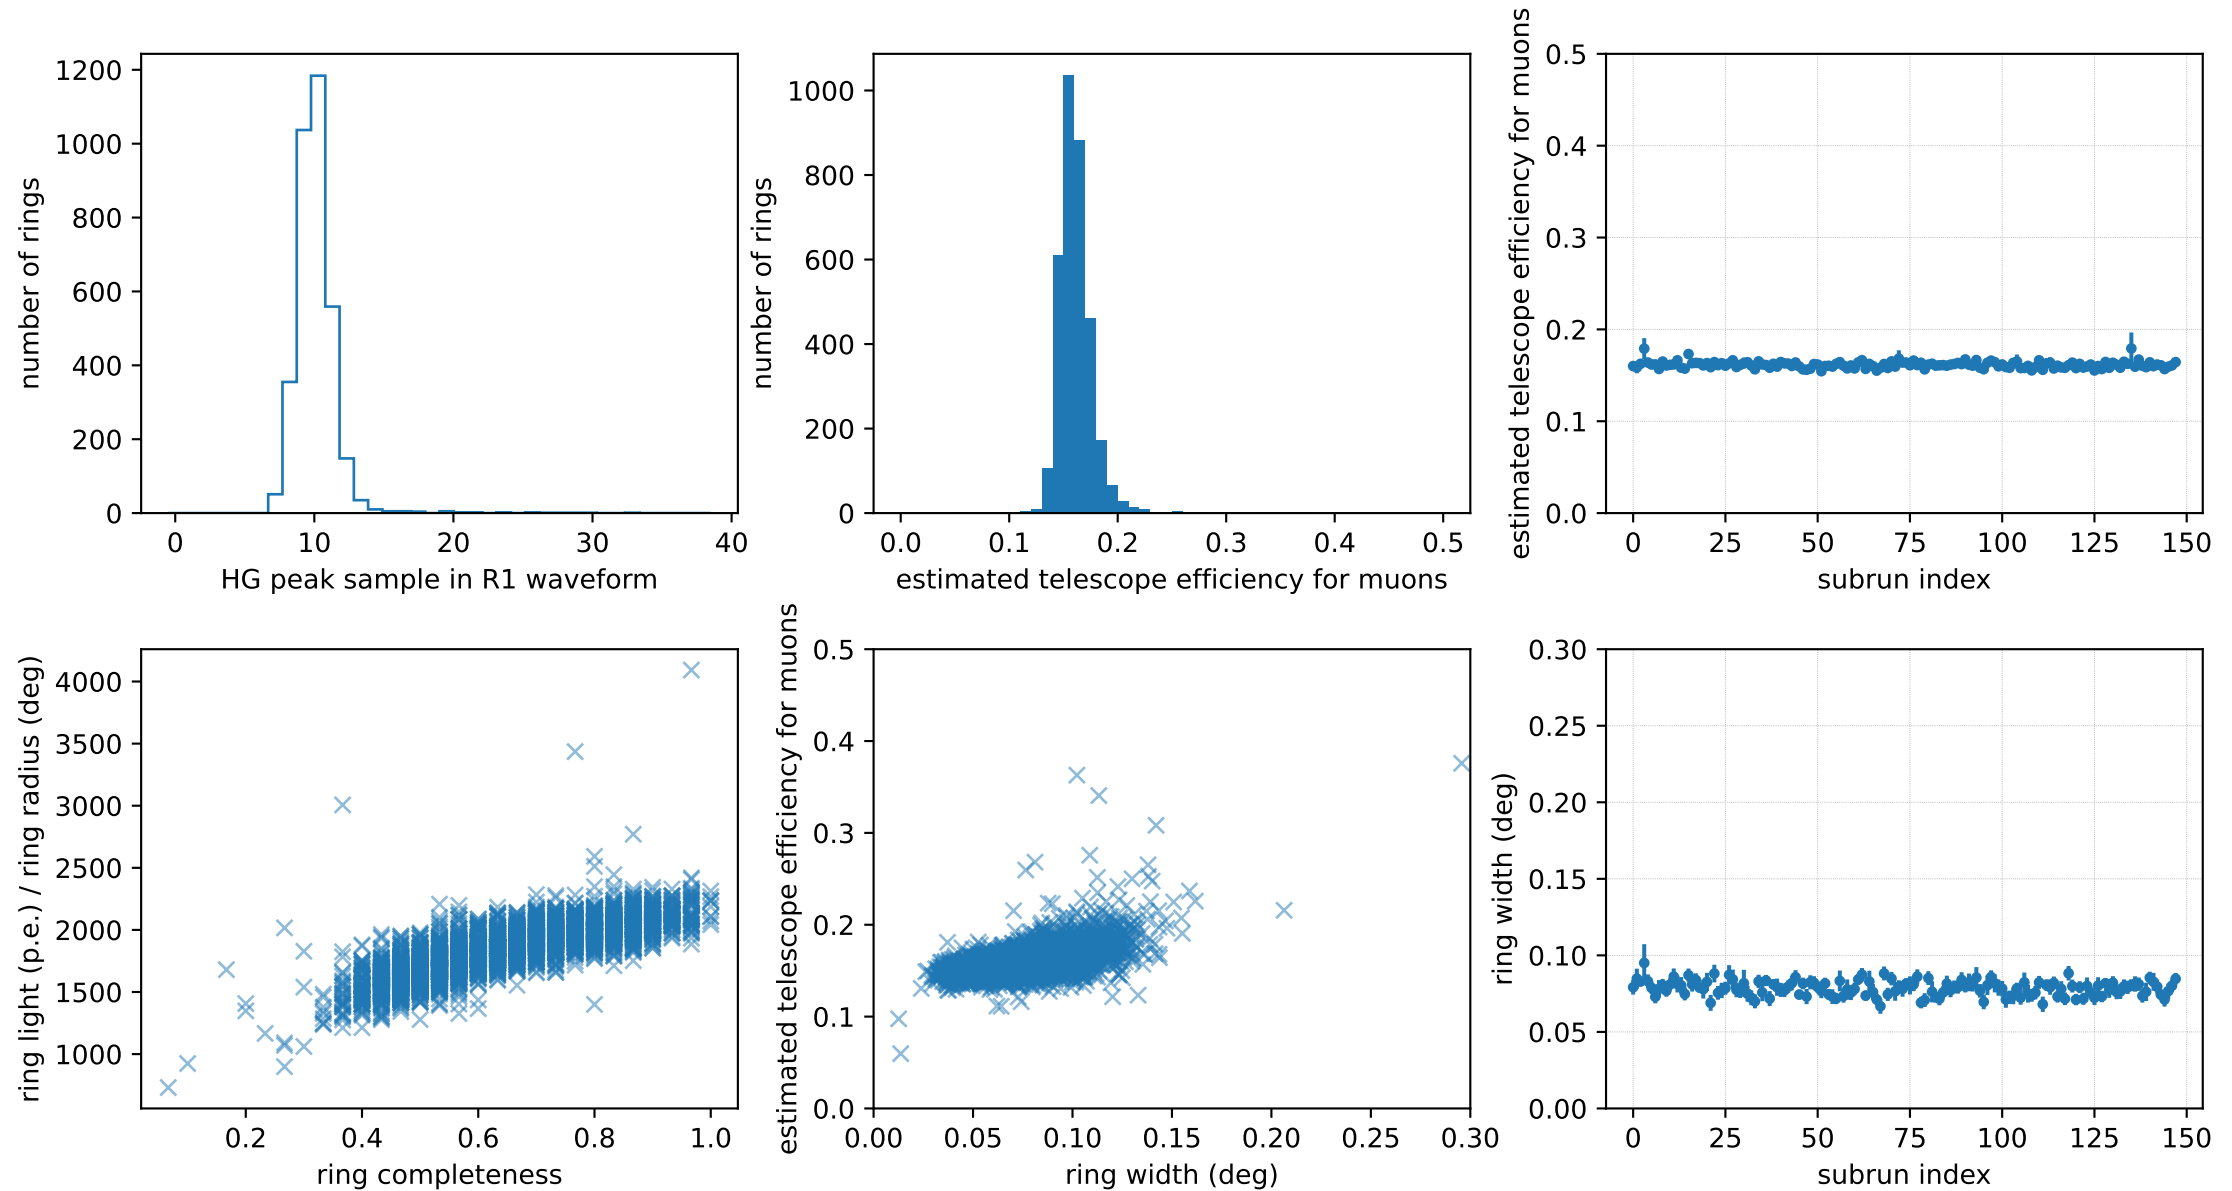 1200
1000
800
600
400
200
0
number of rings
0 10 20 30 40
HG peak sample in R1 waveform
1000
800
600
400
200
0
number of rings
0.0 0.1 0.2 0.3 0.4 0.5
estimated telescope efficiency for muons
0.5
0.4
0.3
0.2
0.1
0.0
estimated telescope efficiency for muons
0 25 50 75 100 125 150
subrun index
4000
3500
3000
2500
2000
1500
1000
ring light (p.e.) / ring radius (deg)
0.2 0.4 0.6 0.8 1.0
ring completeness
0.5
0.4
0.3
0.2
0.1
0.0
estimated telescope efficiency for muons
0.00 0.05 0.10 0.15 0.20 0.25 0.30
ring width (deg)
0.30
0.25
0.20
0.15
0.10
0.05
0.00
ring width (deg)
0 25 50 75 100 125 150
subrun index